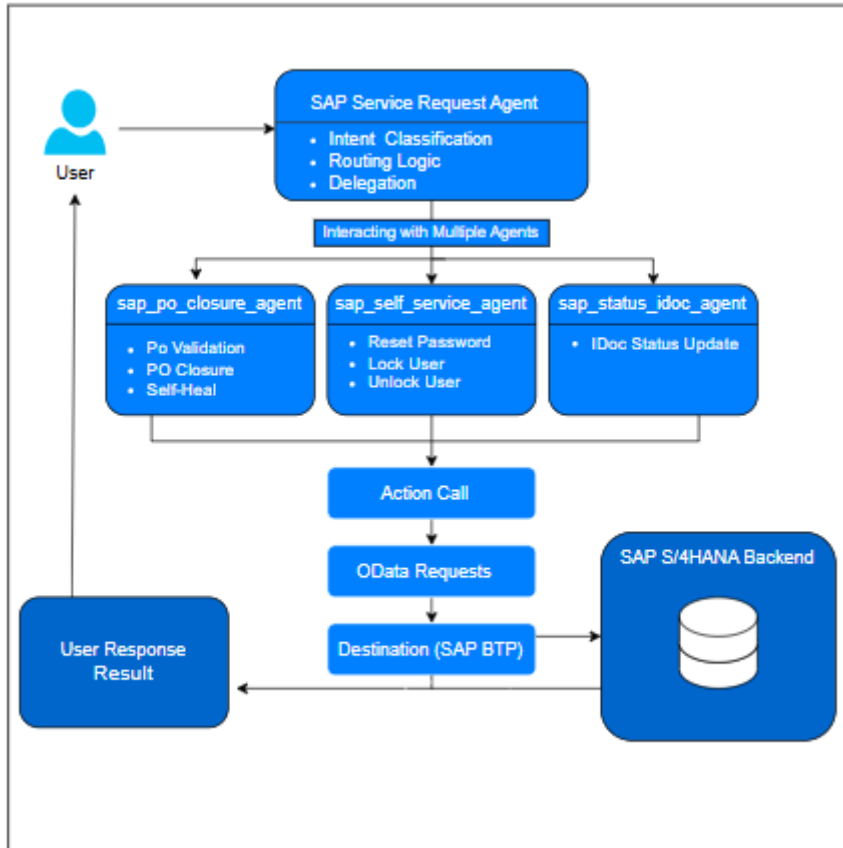 SAP Service Request Agent
• Intent Classification
• Routing Logic
• Delegation
User
Interacting with Multiple Agents
sap_po_closure_agent
• Po Validation
• PO Closure
• Self-Heal
sap_self_service_agent
• Reset Password
• Lock User
• Unlock User
sap_status_idoc_agent
• IDoc Status Update
Action Call
OData Requests
Destination (SAP BTP)
SAP S/4HANA Backend
User Response
Result